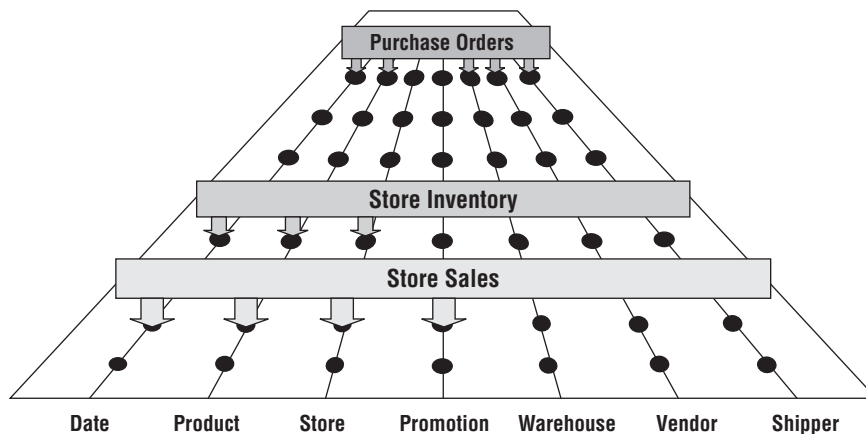 Purchase Orders
Store Inventory
Store Sales
Date Product Store Promotion Warehouse Vendor Shipper